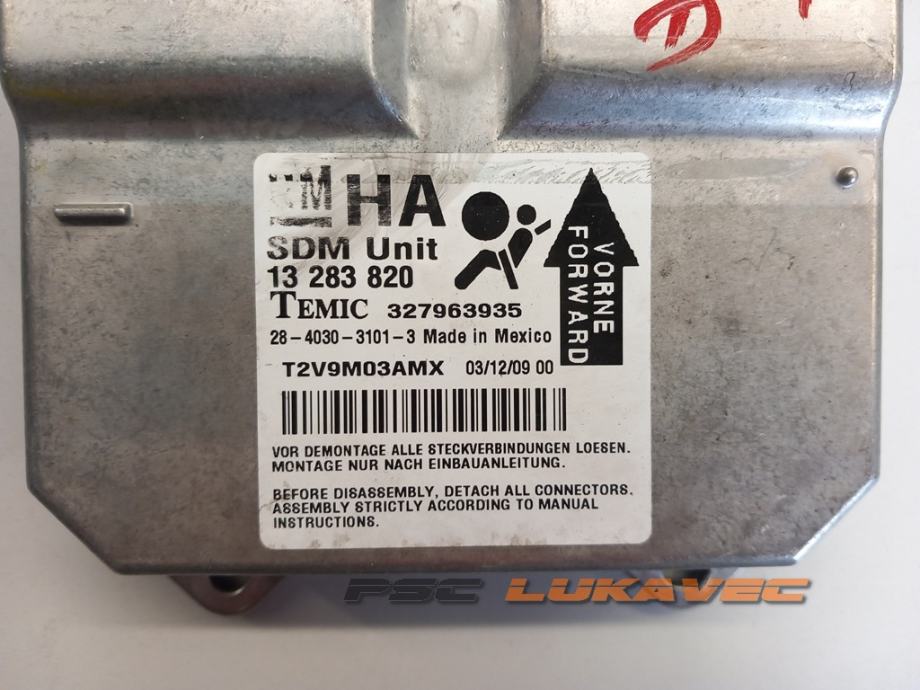 GM HA
SDM Unit
13 283 820
TEMIC 327963935
28-4030-3101-3 Made in Mexico
T2V9M03AMX 03/12/09 00
VORNE
FORWARD
VOR DEMONTAGE ALLE STECKVERBINDUNGEN LOESEN.
MONTAGE NUR NACH EINBAUANLEITUNG.
BEFORE DISASSEMBLY, DETACH ALL CONNECTORS.
ASSEMBLY STRICTLY ACCORDING TO MANUAL
INSTRUCTIONS.
PSC LUKAVEC